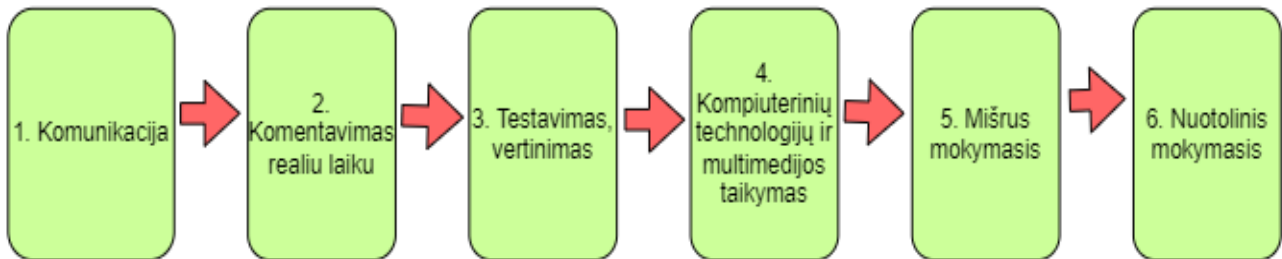 1. Komunikacija
2.
Komentavimas
realiu laiku
3. Testavimas,
vertinimas
4.
Kompiuterinių
technologijų ir
multimedijos
taikymas
5. Mišrus
mokymasis
6. Nuotolinis
mokymasis